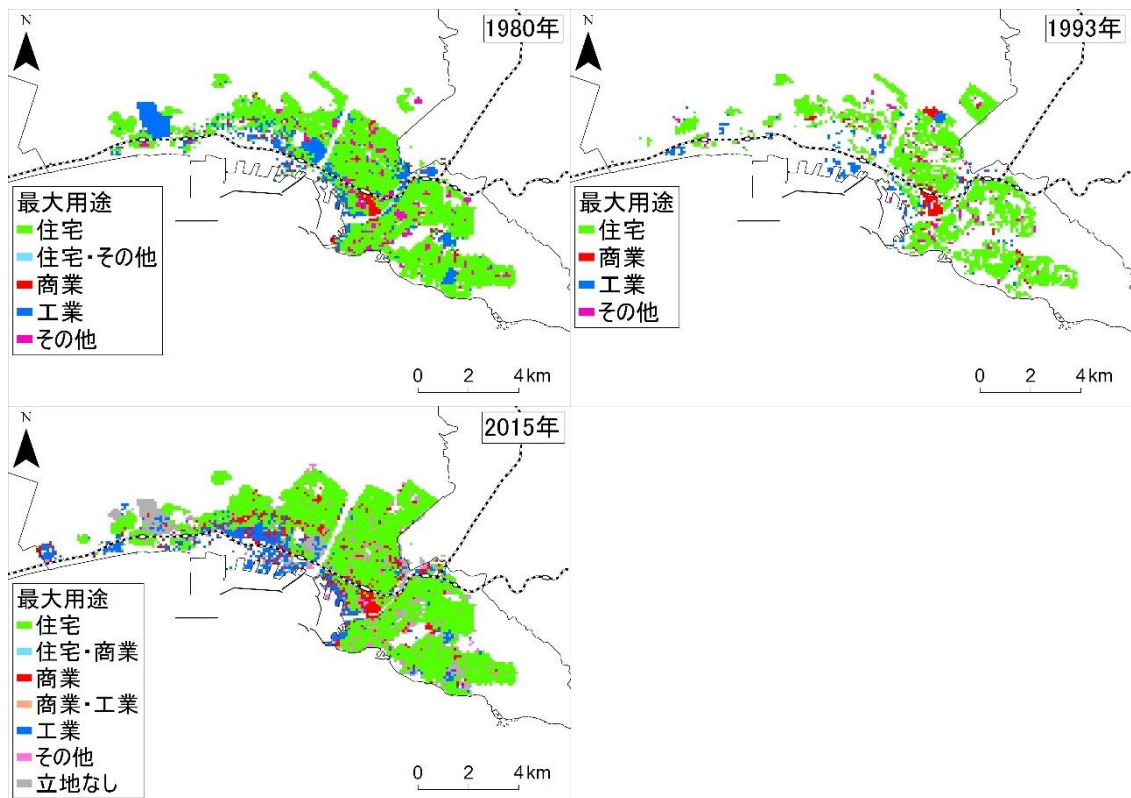 N
1980年
最大用途
住宅
住宅・その他
商業
工業
その他
0 2 4km
N
1993年
最大用途
住宅
商業
工業
その他
0 2 4km
N
2015年
最大用途
住宅
住宅・商業
商業
商業・工業
工業
その他
立地なし
0 2 4km